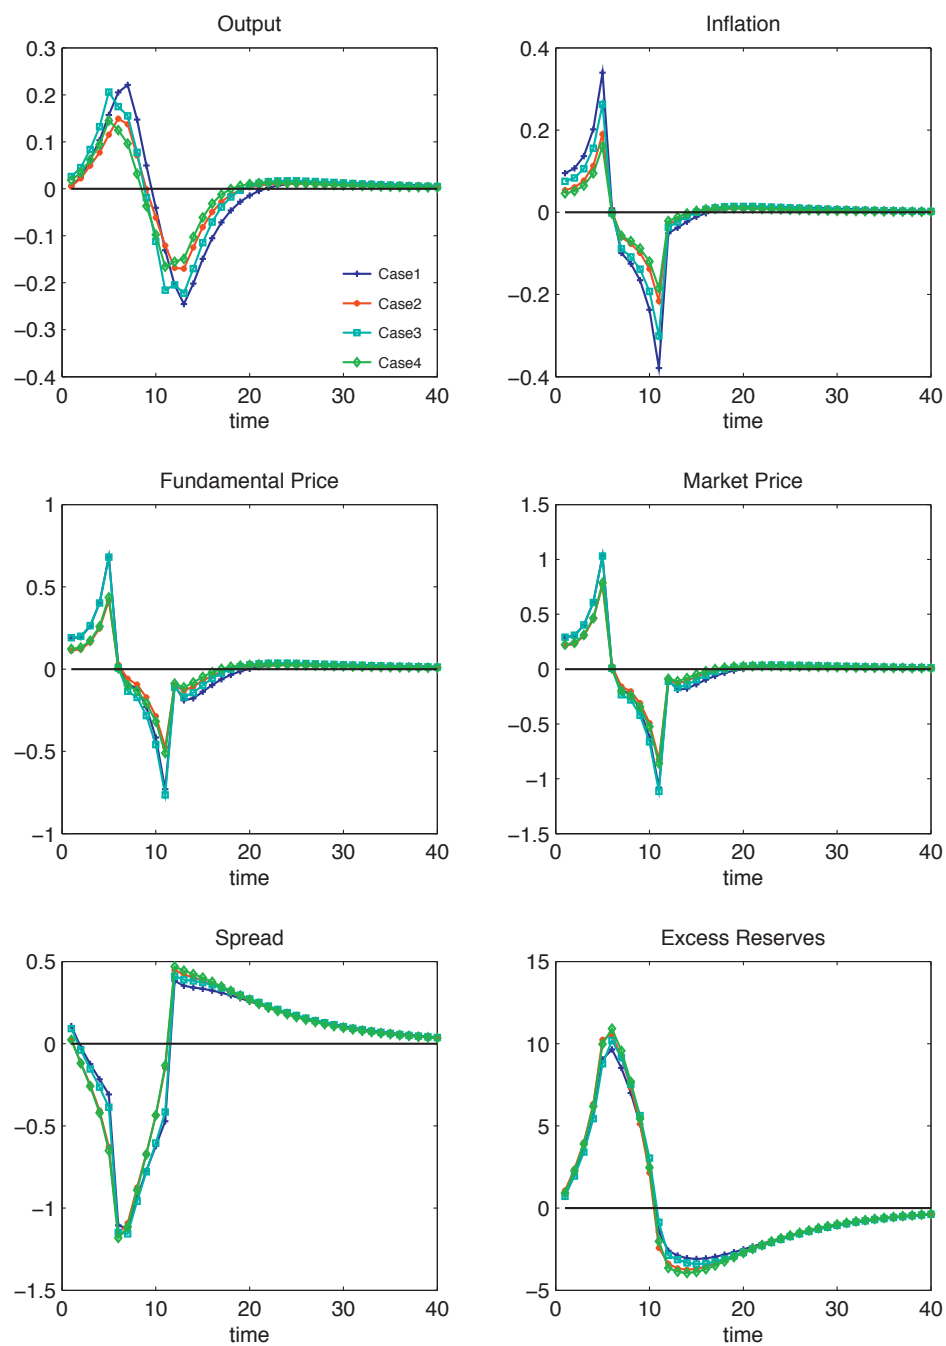 Output
0.3
0.2
0.1
0
−0.1
−0.2
−0.3
−0.4
Case1
Case2
Case3
Case4
0 10 20 30 40
time
Inflation
0.4
0.2
0
−0.2
−0.4
0 10 20 30 40
time
Fundamental Price
1
0.5
0
−0.5
−1
0 10 20 30 40
time
Market Price
1.5
1
0.5
0
−0.5
−1
−1.5
0 10 20 30 40
time
Spread
0.5
0
−0.5
−1
−1.5
0 10 20 30 40
time
Excess Reserves
15
10
5
0
−5
0 10 20 30 40
time